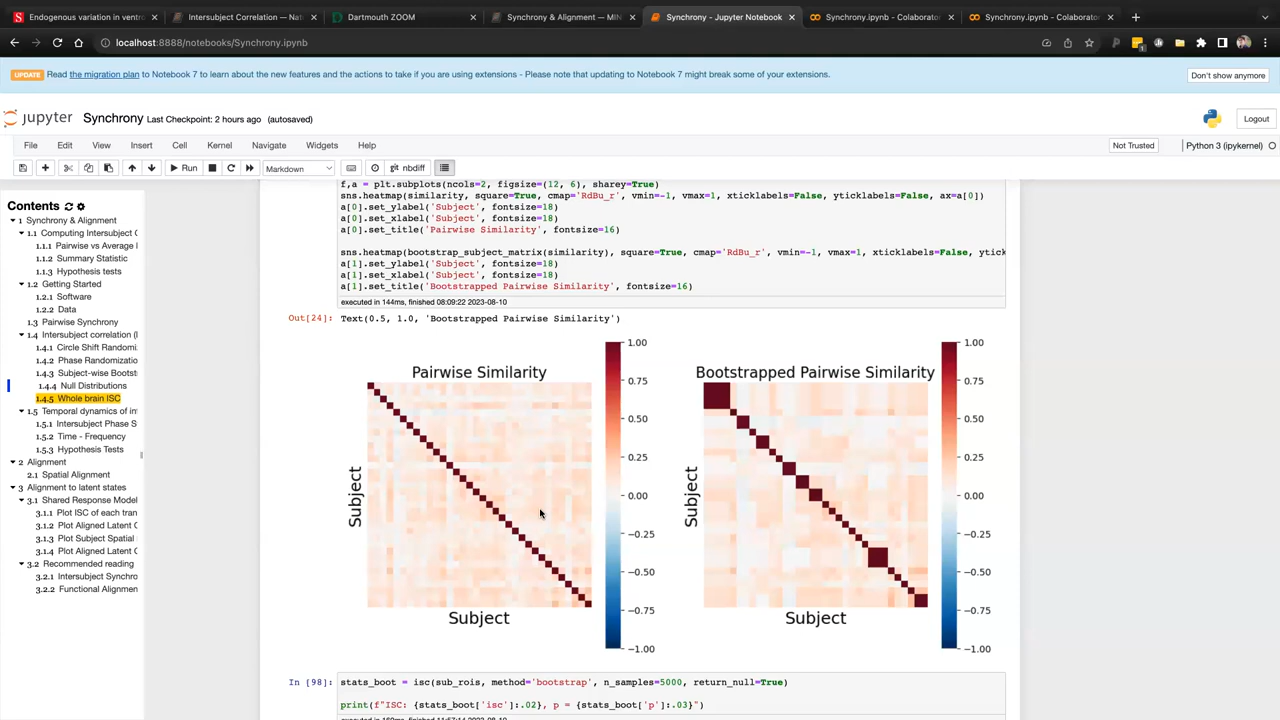 Endogenous variation in ventro
Intersubject Correlation — Nat
Dartmouth ZOOM
Synchrony & Alignment — MIN
Synchrony - Jupyter Notebook
Synchrony.ipynb - Colaborator
Synchrony.ipynb - Colaborator
localhost:8888/notebooks/Synchrony.ipynb
UPDATE Read the migration plan to Notebook 7 to learn about the new features and the actions to take if you are using extensions - Please note that updating to Notebook 7 might break some of your extensions.
Don't show anymore
jupyter Synchrony Last Checkpoint: 2 hours ago (autosaved)
Logout
File Edit View Insert Cell Kernel Navigate Widgets Help
Not Trusted
Python 3 (ipykernel)
Run
Markdown
nbdiff
Contents
1 Synchrony & Alignment
1.1 Computing Intersubject C
1.1.1 Pairwise vs Average I
1.1.2 Summary Statistic
1.1.3 Hypothesis tests
1.2 Getting Started
1.2.1 Software
1.2.2 Data
1.3 Pairwise Synchrony
1.4 Intersubject correlation (I
1.4.1 Circle Shift Randomi
1.4.2 Phase Randomizatio
1.4.3 Subject-wise Bootst
1.4.4 Null Distributions
1.4.5 Whole brain ISC
1.5 Temporal dynamics of in
1.5.1 Intersubject Phase S
1.5.2 Time - Frequency
1.5.3 Hypothesis Tests
2 Alignment
2.1 Spatial Alignment
3 Alignment to latent states
3.1 Shared Response Model
3.1.1 Plot ISC of each tran
3.1.2 Plot Aligned Latent C
3.1.3 Plot Subject Spatial
3.1.4 Plot Aligned Latent C
3.2 Recommended reading
3.2.1 Intersubject Synchro
3.2.2 Functional Alignmen
f,a = plt.subplots(ncols=2, figsize=(12, 6), sharey=True)
sns.heatmap(similarity, square=True, cmap='RdBu_r', vmin=-1, vmax=1, xticklabels=False, yticklabels=False, ax=a[0])
a[0].set_ylabel('Subject', fontsize=18)
a[0].set_xlabel('Subject', fontsize=18)
a[0].set_title('Pairwise Similarity', fontsize=16)
sns.heatmap(bootstrap_subject_matrix(similarity), square=True, cmap='RdBu_r', vmin=-1, vmax=1, xticklabels=False, ytick
a[1].set_ylabel('Subject', fontsize=18)
a[1].set_xlabel('Subject', fontsize=18)
a[1].set_title('Bootstrapped Pairwise Similarity', fontsize=16)
executed in 144ms, finished 08:09:22 2023-08-10
Out[24]: Text(0.5, 1.0, 'Bootstrapped Pairwise Similarity')
Pairwise Similarity
Subject
Subject
1.00
0.75
0.50
0.25
0.00
−0.25
−0.50
−0.75
−1.00
Bootstrapped Pairwise Similarity
Subject
Subject
1.00
0.75
0.50
0.25
0.00
−0.25
−0.50
−0.75
−1.00
In [98]: stats_boot = isc(sub_rois, method='bootstrap', n_samples=5000, return_null=True)
print(f"ISC: {stats_boot['isc']:.02}, p = {stats_boot['p']:.03}")
executed in 160ms, finished 11:57:14 2023-08-10